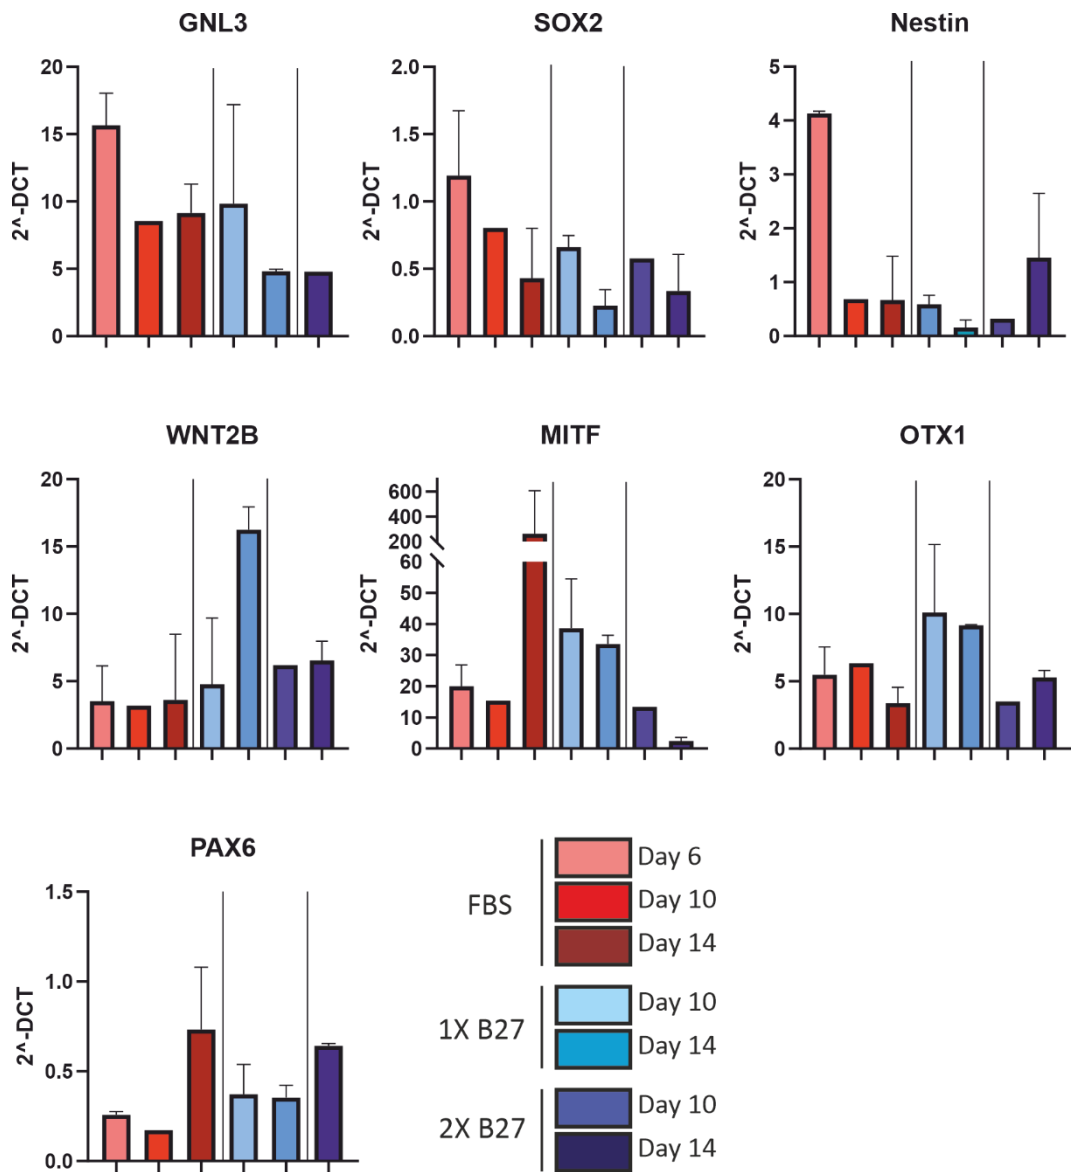 GNL3
SOX2
Nestin
2^-DCT
20
15
10
5
0
2^-DCT
2.0
1.5
1.0
0.5
0.0
2^-DCT
5
4
3
2
1
0
WNT2B
MITF
OTX1
2^-DCT
20
15
10
5
0
2^-DCT
600
400
200
60
50
40
30
20
10
0
2^-DCT
20
15
10
5
0
PAX6
2^-DCT
1.5
1.0
0.5
0.0
FBS
Day 6
Day 10
Day 14
1X B27
Day 10
Day 14
2X B27
Day 10
Day 14